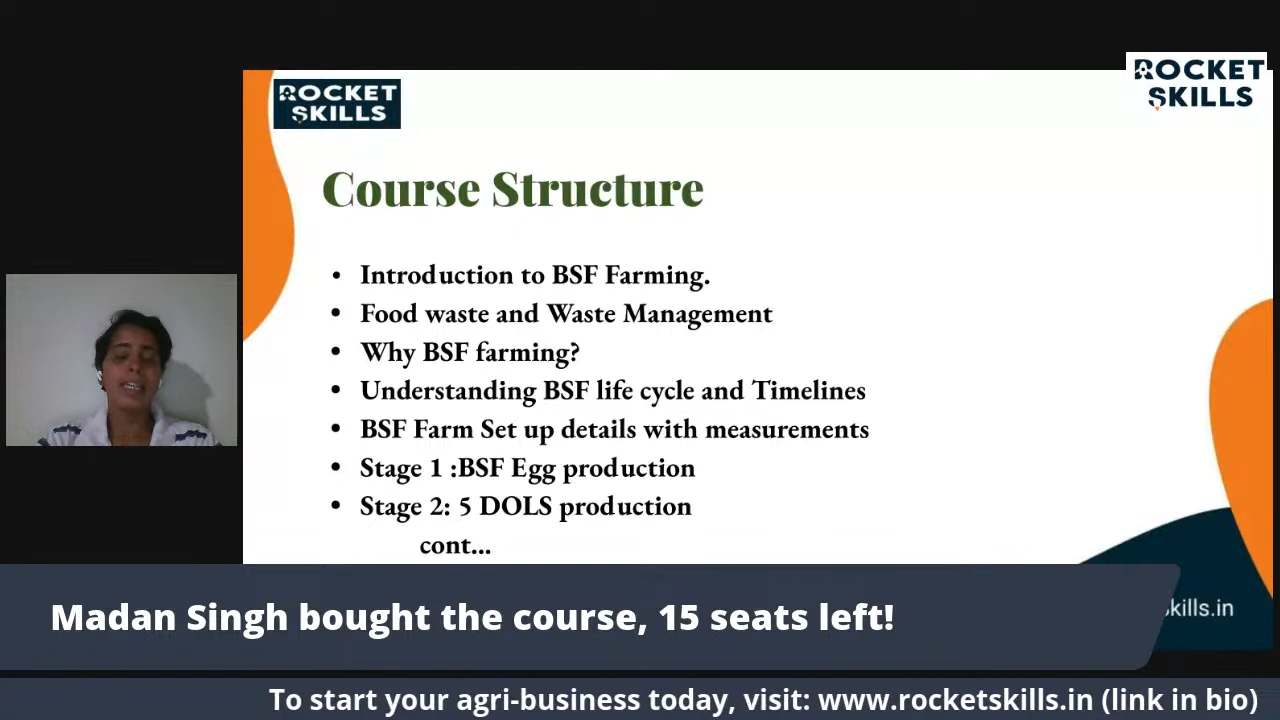 ROCKET
SKILLS
ROCKET
SKILLS
Course Structure
• Introduction to BSF Farming.
• Food waste and Waste Management
• Why BSF farming?
• Understanding BSF life cycle and Timelines
• BSF Farm Set up details with measurements
• Stage 1 :BSF Egg production
• Stage 2: 5 DOLS production
cont...
kills.in
Madan Singh bought the course, 15 seats left!
To start your agri-business today, visit: www.rocketskills.in (link in bio)